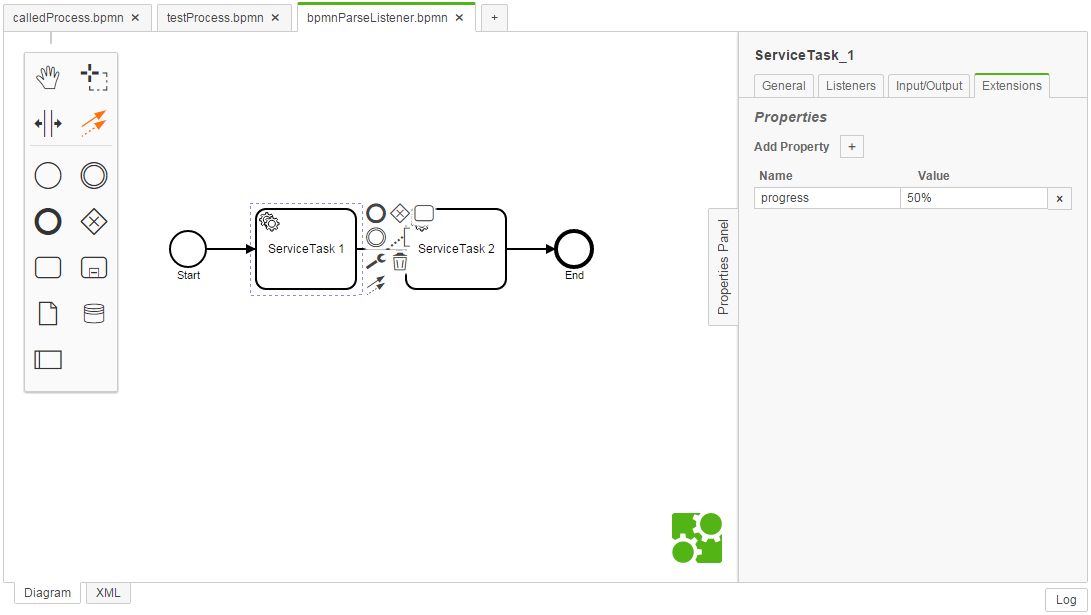 calledProcess.bpmn ✕ testProcess.bpmn ✕ bpmnParseListener.bpmn ✕ +
ServiceTask_1
General Listeners Input/Output Extensions
Properties
Add Property +
Name Value
progress 50% x
ServiceTask 1
ServiceTask 2
Start
End
Properties Panel
Diagram XML
Log